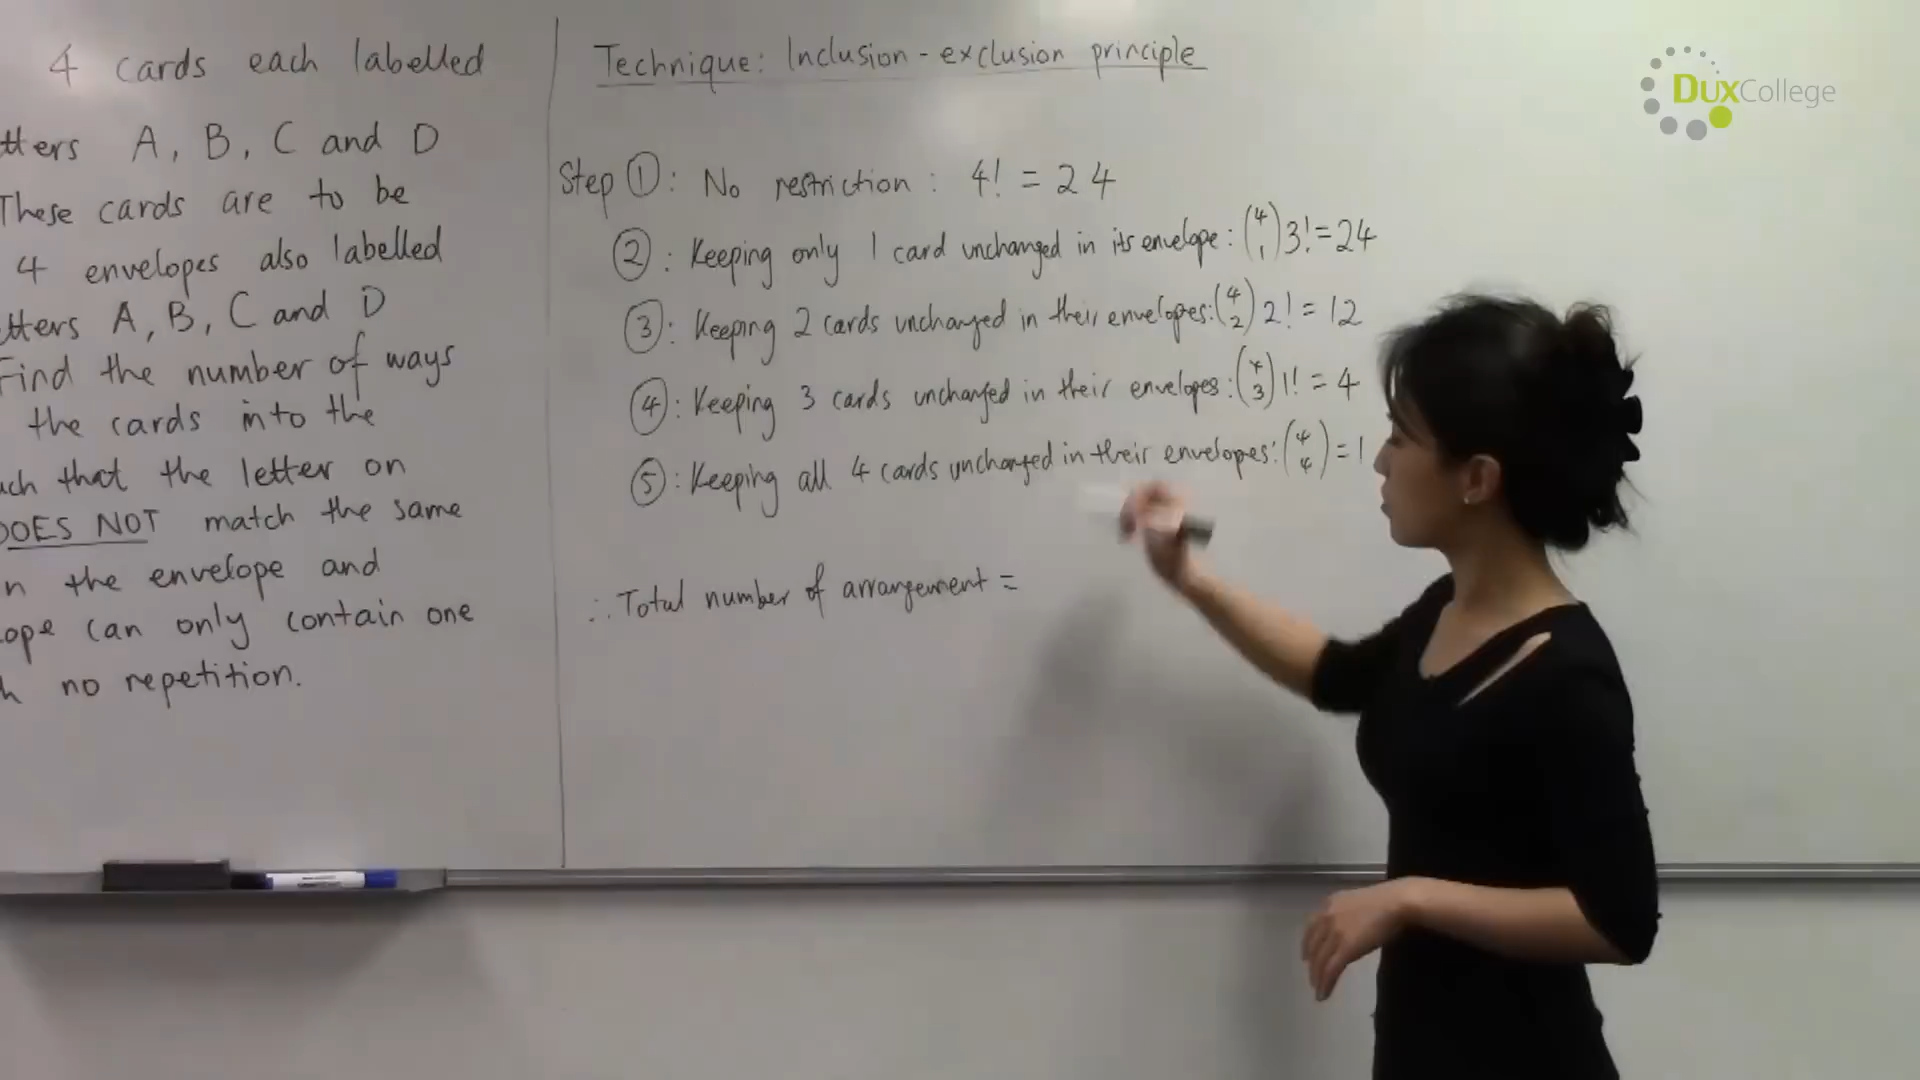 4 cards each labelled
tters A, B, C and D
These cards are to be
4 envelopes also labelled
tters A, B, C and D
Find the number of ways
the cards into the
uch that the letter on
DOES NOT match the same
n the envelope and
ope can only contain one
h no repetition.
Technique: Inclusion-exclusion principle
Step ①: No restriction: 4! = 24
②: Keeping only 1 card unchanged in its envelope: (4 1) 3! = 24
③: Keeping 2 cards unchanged in their envelopes: (4 2) 2! = 12
④: Keeping 3 cards unchanged in their envelopes: (4 3) 1! = 4
⑤: Keeping all 4 cards unchanged in their envelopes: (4 4) = 1
∴ Total number of arrangement =
DuxCollege